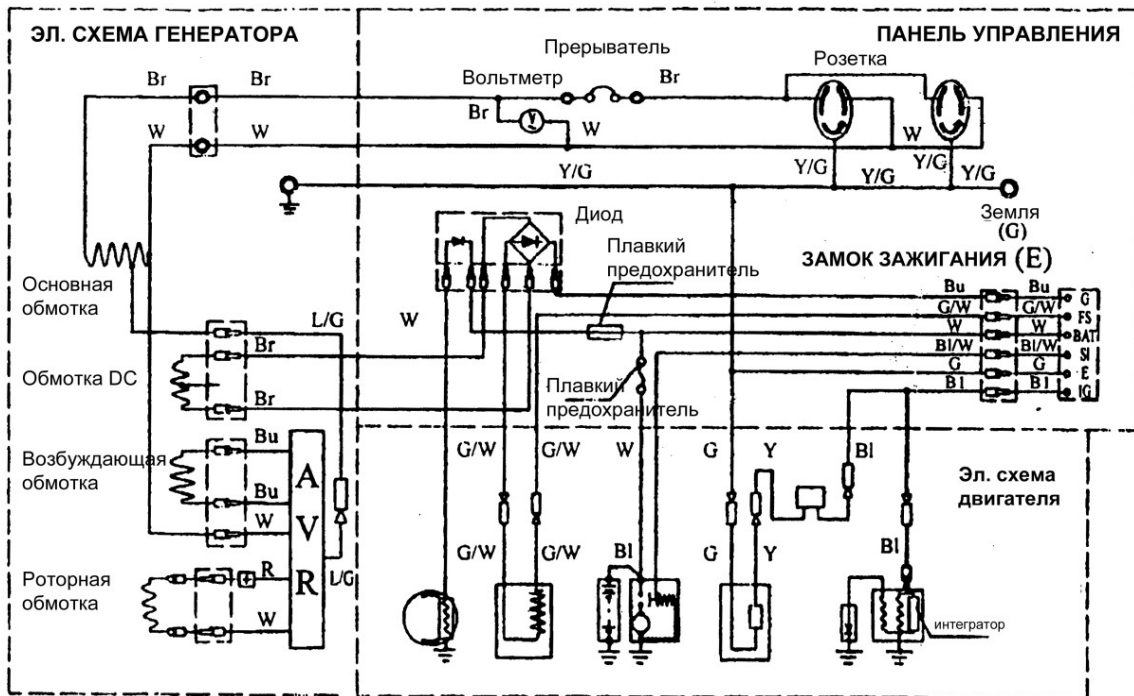 ЭЛ. СХЕМА ГЕНЕРАТОРА
ПАНЕЛЬ УПРАВЛЕНИЯ
Прерыватель
Вольтметр
Розетка
Br
Br
Br
Br
V
W
W
W
W
Y/G
Y/G
Y/G
Y/G
Y/G
Земля
(G)
Диод
Плавкий
предохранитель
ЗАМОК ЗАЖИГАНИЯ (E)
Основная
обмотка
L/G
W
Bu
Bu
G
G/W
G/W
FS
W
W
BAT
Bl/W
Bl/W
SI
G
G
E
Bl
Bl
IG
Br
Обмотка DC
Br
Плавкий
предохранитель
Возбуждающая
обмотка
Bu
Bu
W
A
V
R
L/G
G/W
G/W
W
G
Y
Bl
Эл. схема
двигателя
G/W
G/W
Bl
G
Y
Bl
Роторная
обмотка
R
W
интегратор